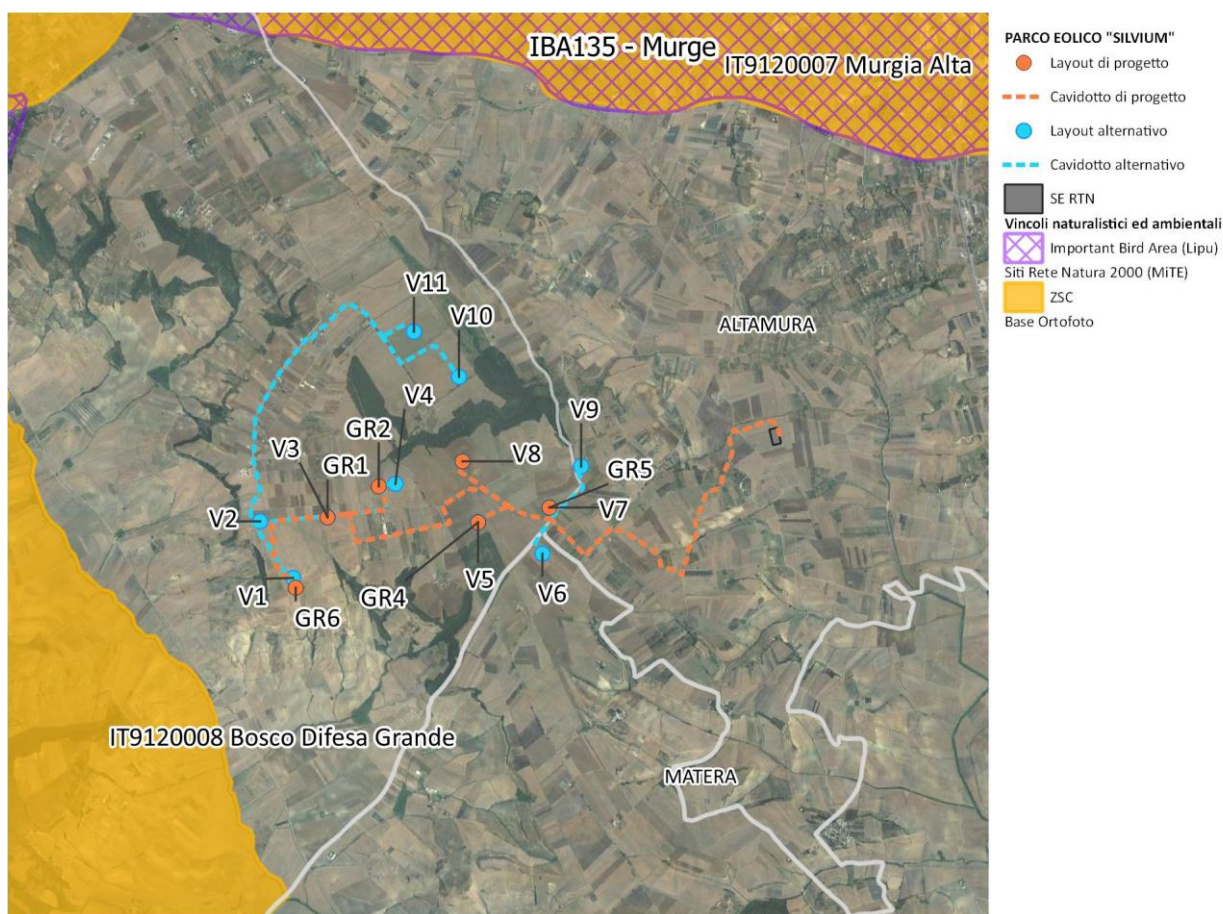 IBA135 - Murge
IT9120007 Murgia Alta
V11
V10
ALTAMURA
V4
V9
GR2
V3
GR1
V8
GR5
V2
V7
V1
GR6
GR4
V5
V6
IT9120008 Bosco Difesa Grande
MATERA
PARCO EOLICO "SILVIUM"
Layout di progetto
Cavidotto di progetto
Layout alternativo
Cavidotto alternativo
SE RTN
Vincoli naturalistici ed ambientali
Important Bird Area (Lipu)
Siti Rete Natura 2000 (MiTE)
ZSC
Base Ortofoto